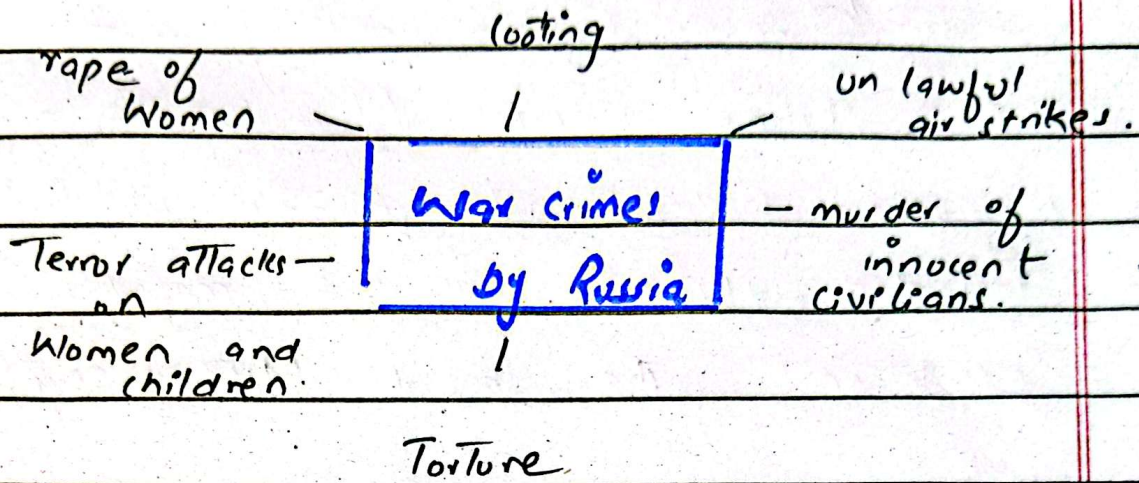 looting
rape of
Women
un lawful
air strikes.
War crimes
by Russia
- murder of
innocent
civilians.
Terror attacks -
on
Women and
children.
Torture